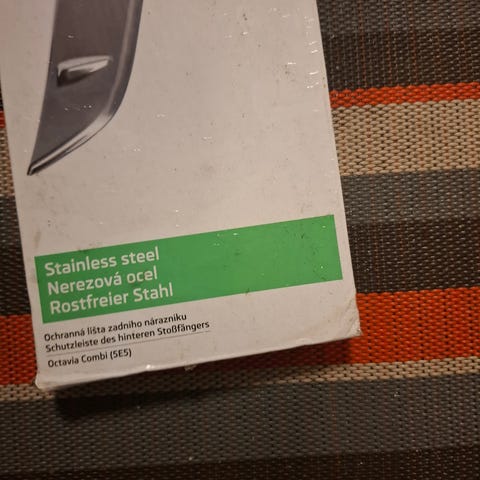 Stainless steel
Nerezová ocel
Rostfreier Stahl
Ochranná lišta zadního nárazníku
Schutzleiste des hinteren Stoßfängers
Octavia Combi (5E5)